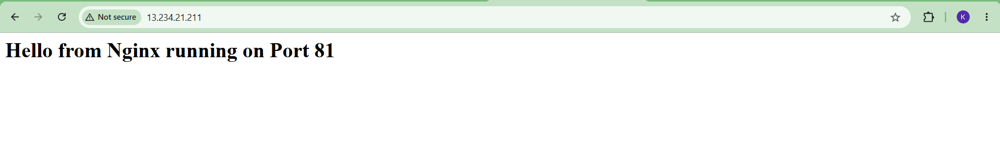 Not secure 13.234.21.211
K
Hello from Nginx running on Port 81